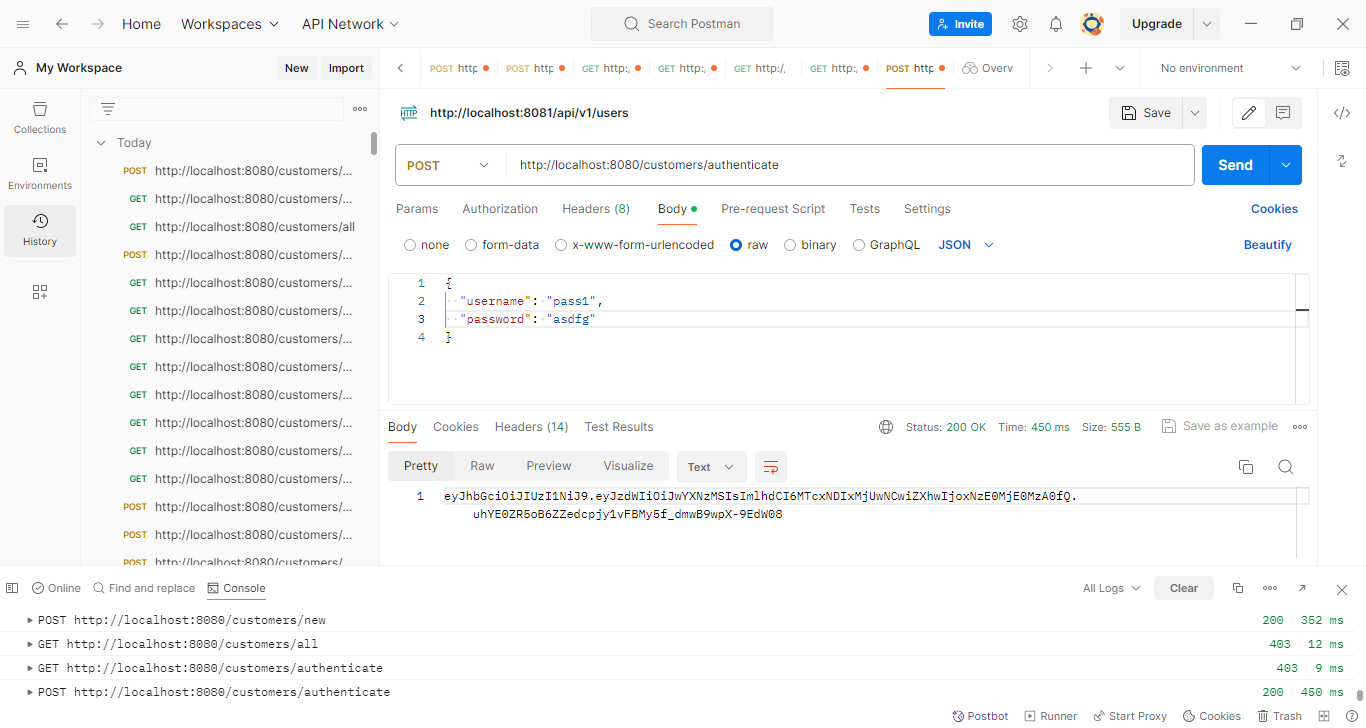 Home Workspaces API Network Search Postman Invite Upgrade
My Workspace New Import POST http POST http GET http: GET http: GET http:/, GET http: POST http Overv No environment
Collections
Environments
History
Today
POST http://localhost:8080/customers/...
GET http://localhost:8080/customers/...
GET http://localhost:8080/customers/all
POST http://localhost:8080/customers/...
GET http://localhost:8080/customers/...
GET http://localhost:8080/customers/...
GET http://localhost:8080/customers/...
GET http://localhost:8080/customers/...
GET http://localhost:8080/customers/...
GET http://localhost:8080/customers/...
GET http://localhost:8080/customers/...
GET http://localhost:8080/customers/...
POST http://localhost:8080/customers/...
POST http://localhost:8080/customers/...
POST http://localhost:8080/customers/
HTTP http://localhost:8081/api/v1/users Save
POST http://localhost:8080/customers/authenticate Send
Params Authorization Headers (8) Body Pre-request Script Tests Settings Cookies
none form-data x-www-form-urlencoded raw binary GraphQL JSON Beautify
1 {
2 "username": "pass1",
3 "password": "asdfg"
4 }
Body Cookies Headers (14) Test Results Status: 200 OK Time: 450 ms Size: 555 B Save as example
Pretty Raw Preview Visualize Text
1 eyJhbGciOiJIUzI1NiJ9.eyJzdWIiOiJwYXNzMSIsImlhdCI6MTcxNDIxMjUwNCwiZXhwIjoxNzE0MjE0MzA0fQ.
uhYE0ZR5oB6ZZedcpjy1vFBMy5f_dmwB9wpX-9EdW08
Online Find and replace Console All Logs Clear
POST http://localhost:8080/customers/new 200 352 ms
GET http://localhost:8080/customers/all 403 12 ms
GET http://localhost:8080/customers/authenticate 403 9 ms
POST http://localhost:8080/customers/authenticate 200 450 ms
Postbot Runner Start Proxy Cookies Trash